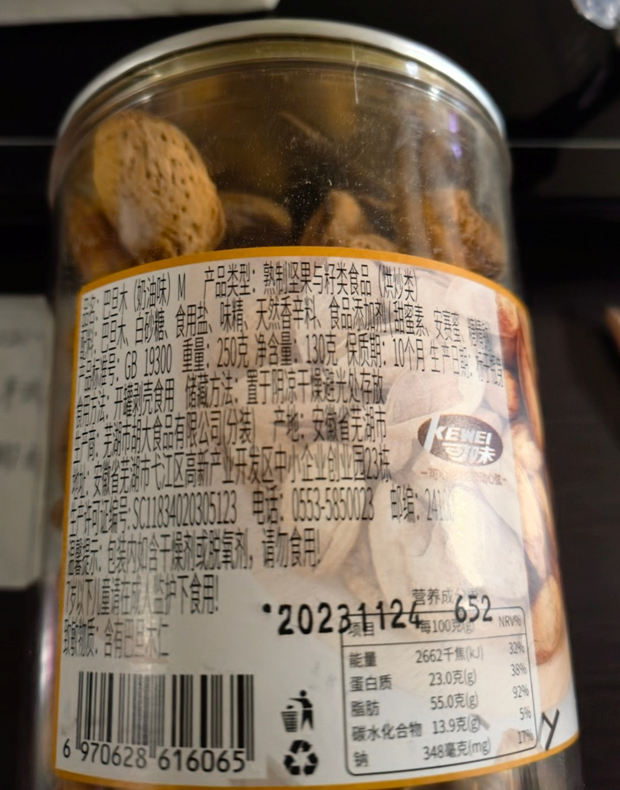 品名: 巴旦木 (奶油味) M 产品类型: 熟制坚果与籽类食品 (烘炒类)
配料: 巴旦木、白砂糖、食用盐、味精、天然香辛料、食品添加剂(甜蜜素、安赛蜜、
产品标准号: GB 19300 重量: 250克 净含量: 130克 保质期: 10个月 生产日期:
食用方法: 开罐剥壳食用 储藏方法: 置于阴凉干燥避光处存放
生产商: 芜湖市胡大食品有限公司(分装) 产地: 安徽省芜湖市
地址: 安徽省芜湖市弋江区高新产业开发区中小企业创业园23栋
生产许可证编号: SC11834020305123 电话: 0553-5850023 邮编:
温馨提示: 包装内如含干燥剂或脱氧剂, 请勿食用!
7岁以下儿童请在成人监护下食用!
致敏物质: 含有巴旦木仁
KEWEI
可味
20231124 652
营养成分
项目 每100克(g) NRV%
能量 2662千焦(kJ) 32%
蛋白质 23.0克(g) 38%
脂肪 55.0克(g) 92%
碳水化合物 13.9克(g) 5%
钠 348毫克(mg) 17%
6 970628 616065